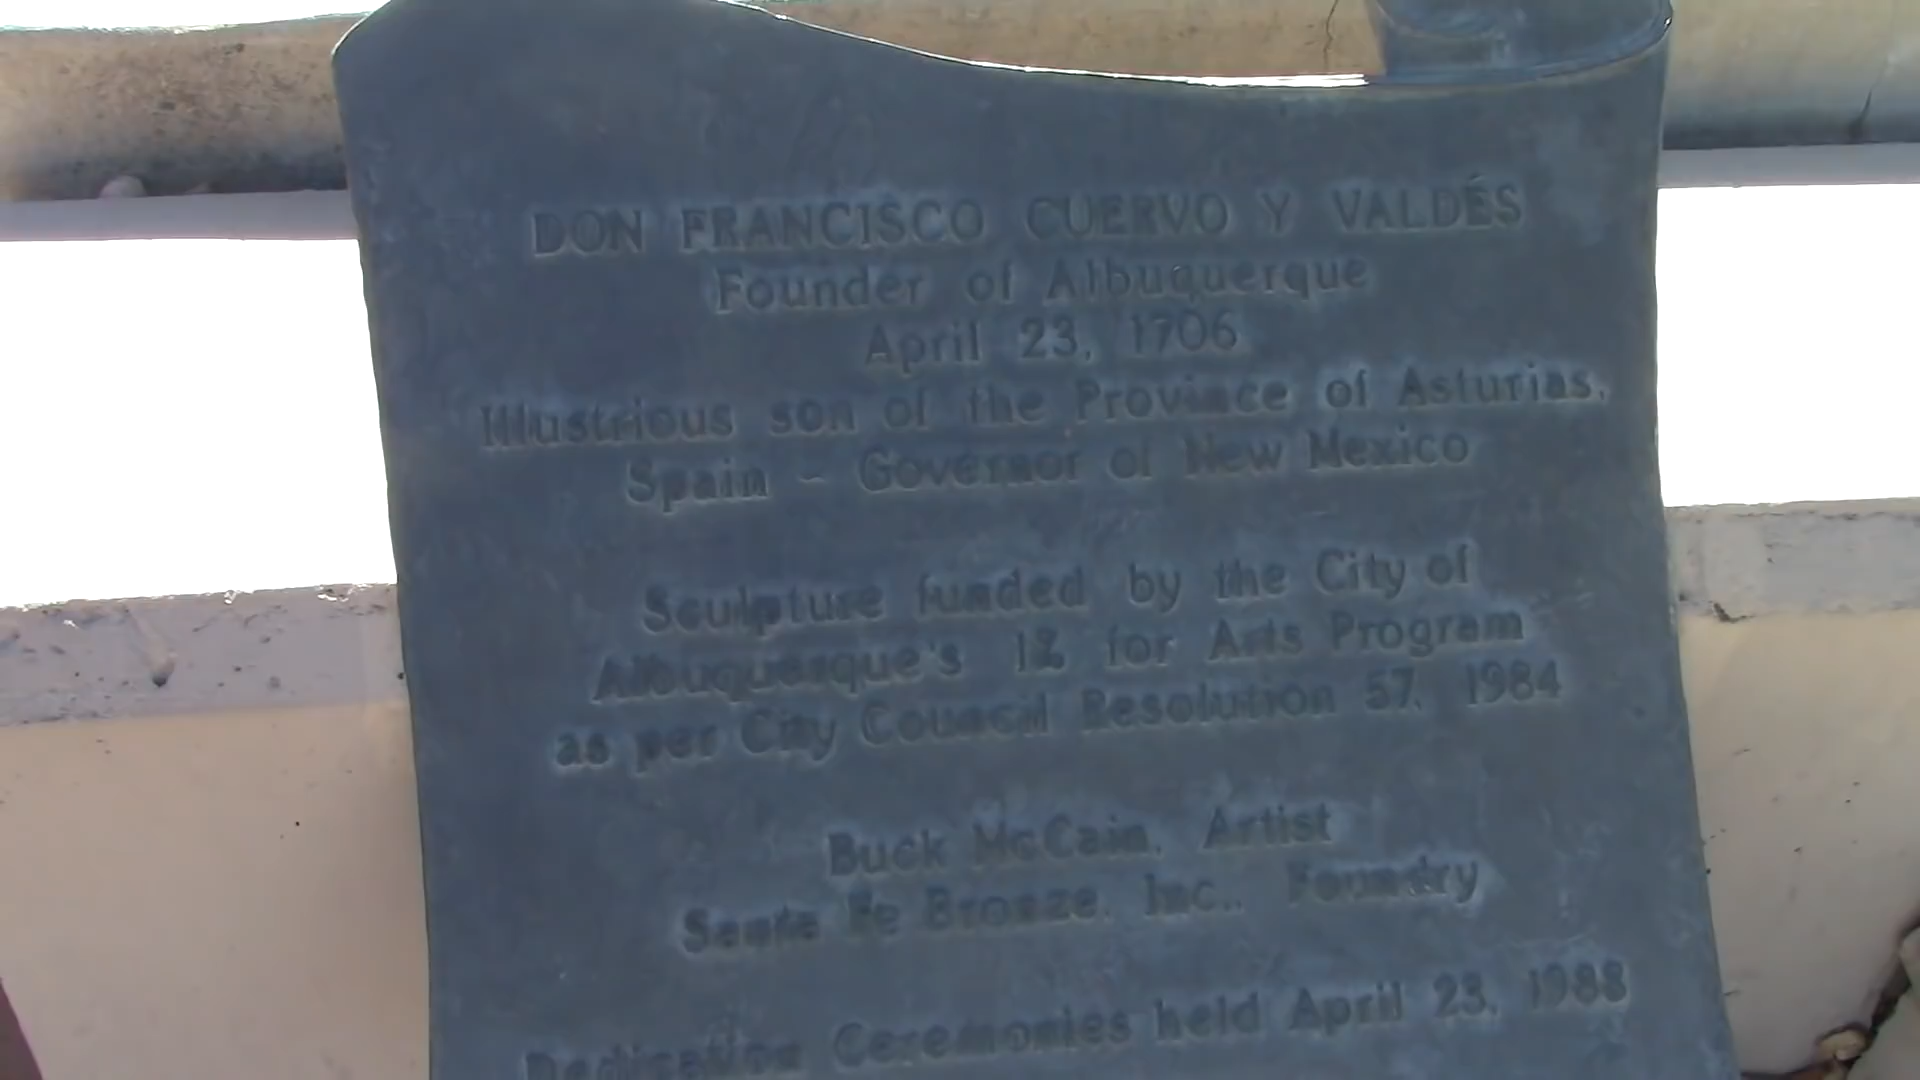 DON FRANCISCO CUERVO Y VALDÉS
Founder of Albuquerque
April 23, 1706
Illustrious son of the Province of Asturias,
Spain - Governor of New Mexico
Sculpture funded by the City of
Albuquerque's 1% for Arts Program
as per City Council Resolution 57, 1984
Buck McCain, Artist
Santa Fe Bronze, Inc., Foundry
Dedication Ceremonies held April 23, 1988